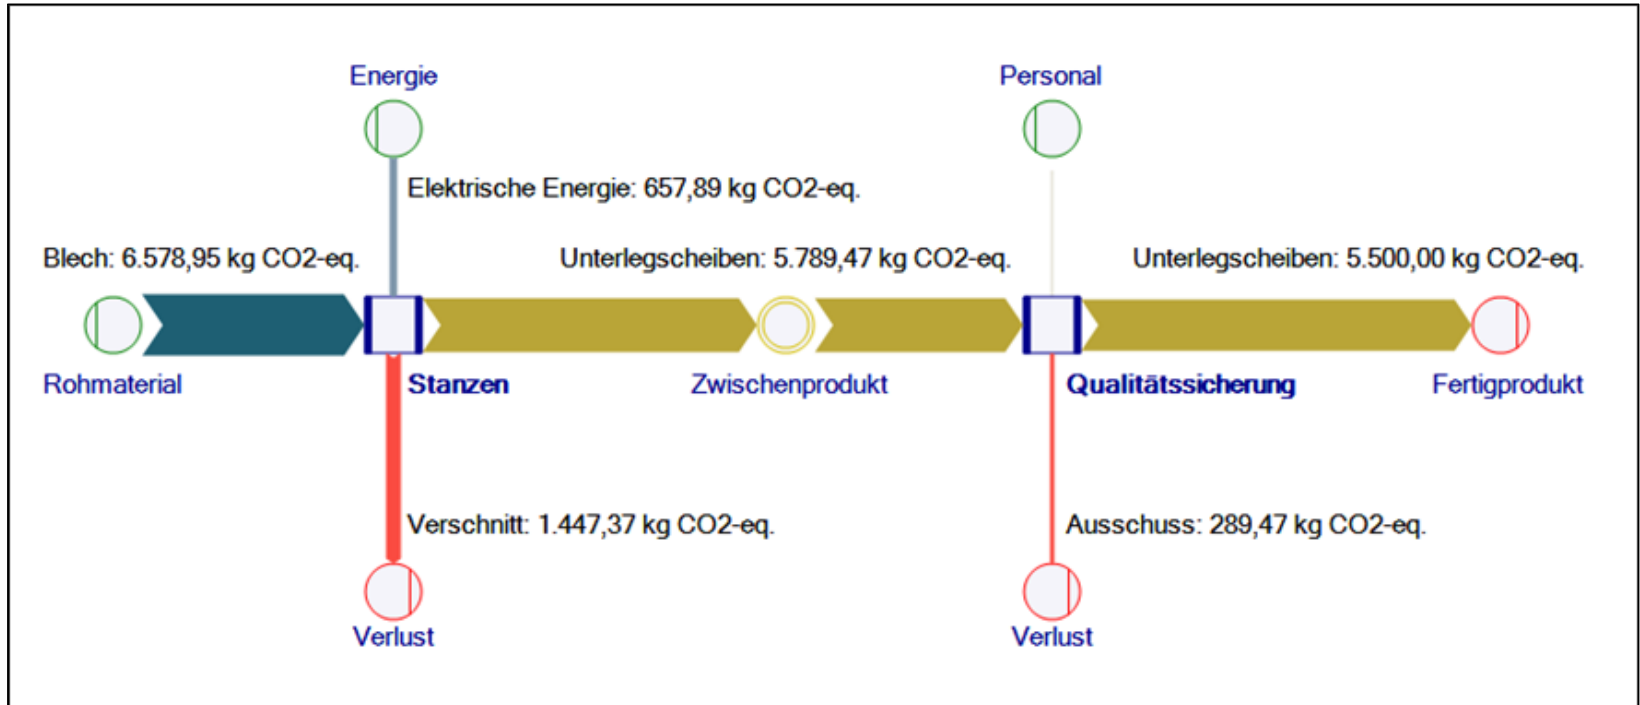 Energie
Personal
Elektrische Energie: 657,89 kg CO2-eq.
Blech: 6.578,95 kg CO2-eq.
Unterlegscheiben: 5.789,47 kg CO2-eq.
Unterlegscheiben: 5.500,00 kg CO2-eq.
Rohmaterial
Stanzen
Zwischenprodukt
Qualitätssicherung
Fertigprodukt
Verschnitt: 1.447,37 kg CO2-eq.
Ausschuss: 289,47 kg CO2-eq.
Verlust
Verlust